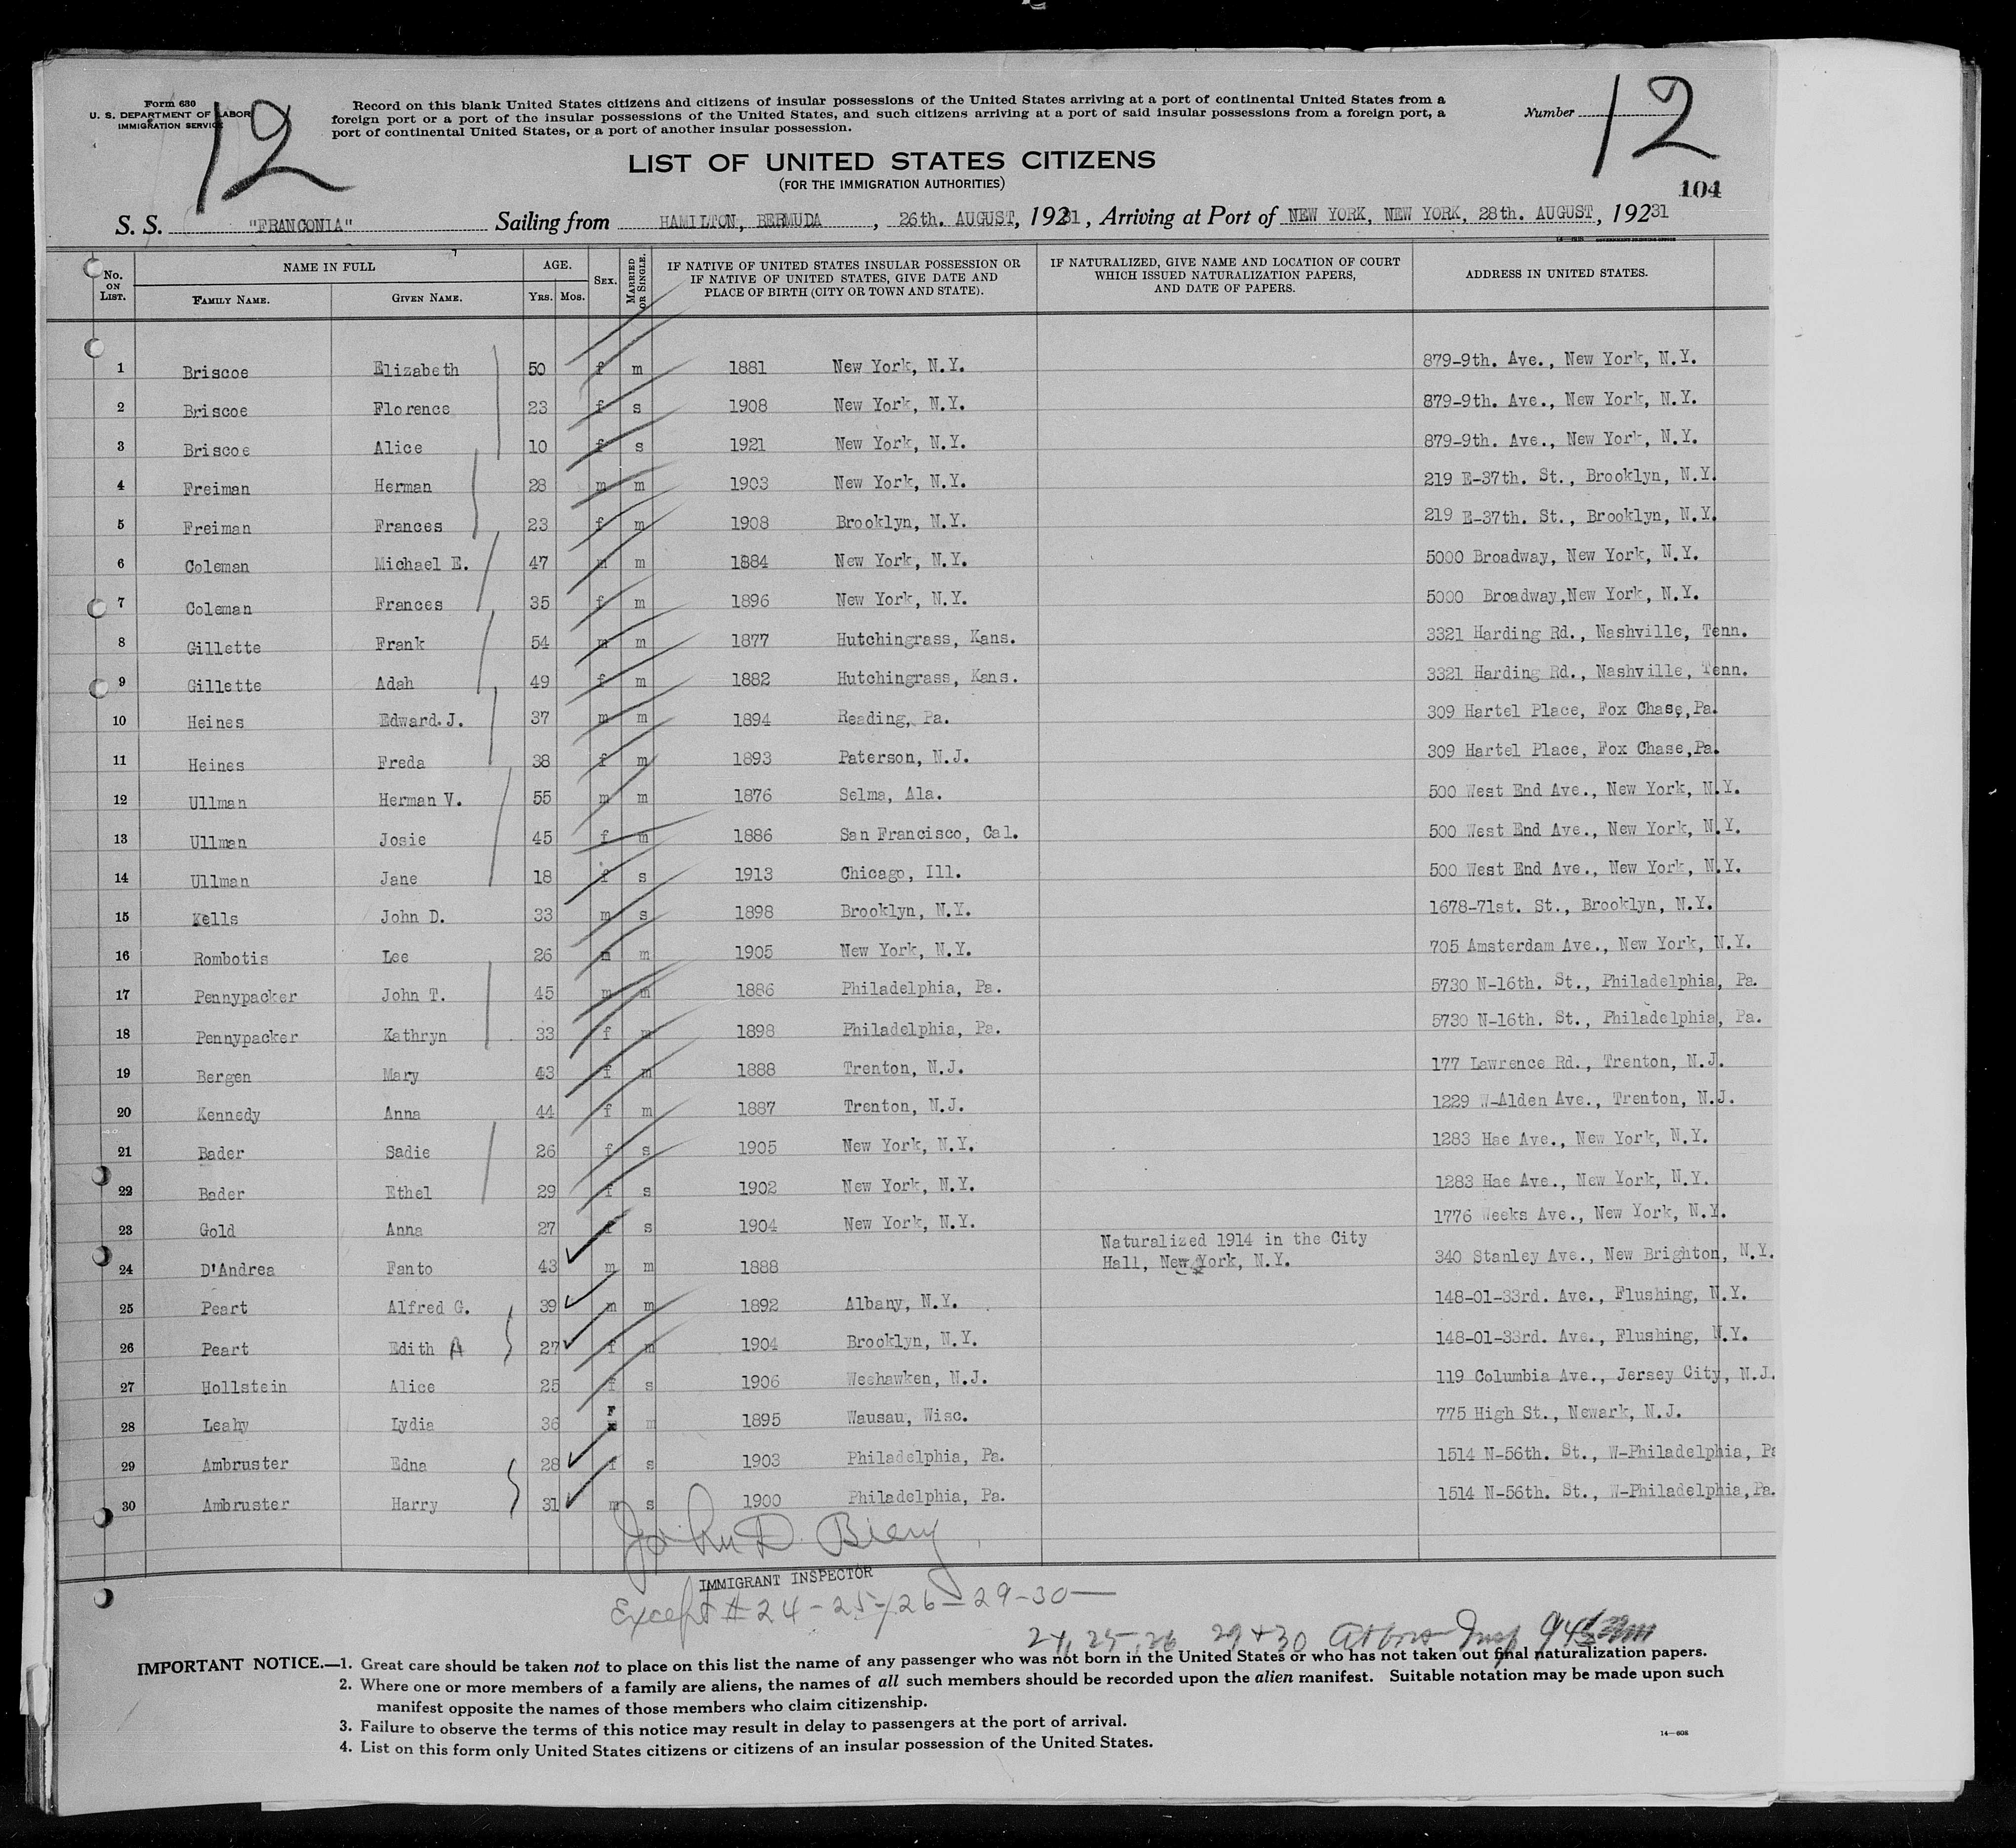 Form 630
U. S. DEPARTMENT OF LABOR
IMMIGRATION SERVICE
12
Record on this blank United States citizens and citizens of insular possessions of the United States arriving at a port of continental United States from a
foreign port or a port of the insular possessions of the United States, and such citizens arriving at a port of said insular possessions from a foreign port, a
port of continental United States, or a port of another insular possession.
Number 12
LIST OF UNITED STATES CITIZENS
(FOR THE IMMIGRATION AUTHORITIES)
104
S. S. "FRANCONIA" Sailing from HAMILTON, BERMUDA, 26th. AUGUST, 1931, Arriving at Port of NEW YORK, NEW YORK, 28th. AUGUST, 19231
No. ON LIST. NAME IN FULL AGE. SEX. MARRIED OR SINGLE. IF NATIVE OF UNITED STATES INSULAR POSSESSION OR IF NATIVE OF UNITED STATES, GIVE DATE AND PLACE OF BIRTH (CITY OR TOWN AND STATE). IF NATURALIZED, GIVE NAME AND LOCATION OF COURT WHICH ISSUED NATURALIZATION PAPERS, AND DATE OF PAPERS. ADDRESS IN UNITED STATES.
FAMILY NAME. GIVEN NAME. YRS. MOS.
1 Briscoe Elizabeth 50 f m 1881 New York, N.Y. 879-9th. Ave., New York, N.Y.
2 Briscoe Florence 23 f s 1908 New York, N.Y. 879-9th. Ave., New York, N.Y.
3 Briscoe Alice 10 f s 1921 New York, N.Y. 879-9th. Ave., New York, N.Y.
4 Freiman Herman 28 m m 1903 New York, N.Y. 219 E-37th. St., Brooklyn, N.Y.
5 Freiman Frances 23 f m 1908 Brooklyn, N.Y. 219 E-37th. St., Brooklyn, N.Y.
6 Coleman Michael E. 47 m m 1884 New York, N.Y. 5000 Broadway, New York, N.Y.
7 Coleman Frances 35 f m 1896 New York, N.Y. 5000 Broadway,New York, N.Y.
8 Gillette Frank 54 m m 1877 Hutchingrass, Kans. 3321 Harding Rd., Nashville, Tenn.
9 Gillette Adah 49 f m 1882 Hutchingrass, Kans. 3321 Harding Rd., Nashville, Tenn.
10 Heines Edward.J. 37 m m 1894 Reading, Pa. 309 Hartel Place, Fox Chase,Pa.
11 Heines Freda 38 f m 1893 Paterson, N.J. 309 Hartel Place, Fox Chase,Pa.
12 Ullman Herman V. 55 m m 1876 Selma, Ala. 500 West End Ave., New York, N.Y.
13 Ullman Josie 45 f m 1886 San Francisco, Cal. 500 West End Ave., New York, N.Y.
14 Ullman Jane 18 f s 1913 Chicago, Ill. 500 West End Ave., New York, N.Y.
15 Kells John D. 33 m s 1898 Brooklyn, N.Y. 1678-71st. St., Brooklyn, N.Y.
16 Rombotis Lee 26 m m 1905 New York, N.Y. 705 Amsterdam Ave., New York, N.Y.
17 Pennypacker John T. 45 m m 1886 Philadelphia, Pa. 5730 N-16th. St., Philadelphia, Pa.
18 Pennypacker Kathryn 33 f m 1898 Philadelphia, Pa. 5730 N-16th. St., Philadelphia, Pa.
19 Bergen Mary 43 f m 1888 Trenton, N.J. 177 Lawrence Rd., Trenton, N.J.
20 Kennedy Anna 44 f m 1887 Trenton, N.J. 1229 W-Alden Ave., Trenton, N.J.
21 Bader Sadie 26 f s 1905 New York, N.Y. 1283 Hae Ave., New York, N.Y.
22 Bader Ethel 29 f s 1902 New York, N.Y. 1283 Hae Ave., New York, N.Y.
23 Gold Anna 27 f s 1904 New York, N.Y. 1776 Weeks Ave., New York, N.Y.
24 D'Andrea Fanto 43 m m 1888 Naturalized 1914 in the City Hall, New York, N.Y. 340 Stanley Ave., New Brighton, N.Y.
25 Peart Alfred G. 39 m m 1892 Albany, N.Y. 148-01-33rd. Ave., Flushing, N.Y.
26 Peart Edith A 27 f m 1904 Brooklyn, N.Y. 148-01-33rd. Ave., Flushing, N.Y.
27 Hollstein Alice 25 f s 1906 Weehawken, N.J. 119 Columbia Ave., Jersey City, N.J.
28 Leahy Lydia 36 F m 1895 Wausau, Wisc. 775 High St., Newark, N.J.
29 Ambruster Edna 28 f s 1903 Philadelphia, Pa. 1514 N-56th. St., W-Philadelphia, Pa
30 Ambruster Harry 31 m s 1900 Philadelphia, Pa. 1514 N-56th. St., W-Philadelphia,Pa.
John D. Biery
IMMIGRANT INSPECTOR
Except #24-25-26-29-30
24, 25, 26 29+30
IMPORTANT NOTICE.—1. Great care should be taken not to place on this list the name of any passenger who was not born in the United States or who has not taken out final naturalization papers.
2. Where one or more members of a family are aliens, the names of all such members should be recorded upon the alien manifest. Suitable notation may be made upon such
manifest opposite the names of those members who claim citizenship.
3. Failure to observe the terms of this notice may result in delay to passengers at the port of arrival.
4. List on this form only United States citizens or citizens of an insular possession of the United States.
14—608